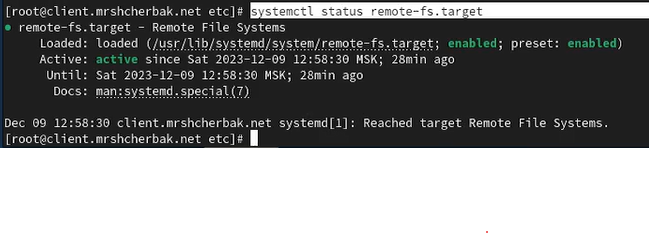 [root@client.mrshcherbak.net etc]# systemctl status remote-fs.target
● remote-fs.target - Remote File Systems
Loaded: loaded (/usr/lib/systemd/system/remote-fs.target; enabled; preset: enabled)
Active: active since Sat 2023-12-09 12:58:30 MSK; 28min ago
Until: Sat 2023-12-09 12:58:30 MSK; 28min ago
Docs: man:systemd.special(7)
Dec 09 12:58:30 client.mrshcherbak.net systemd[1]: Reached target Remote File Systems.
[root@client.mrshcherbak.net etc]#